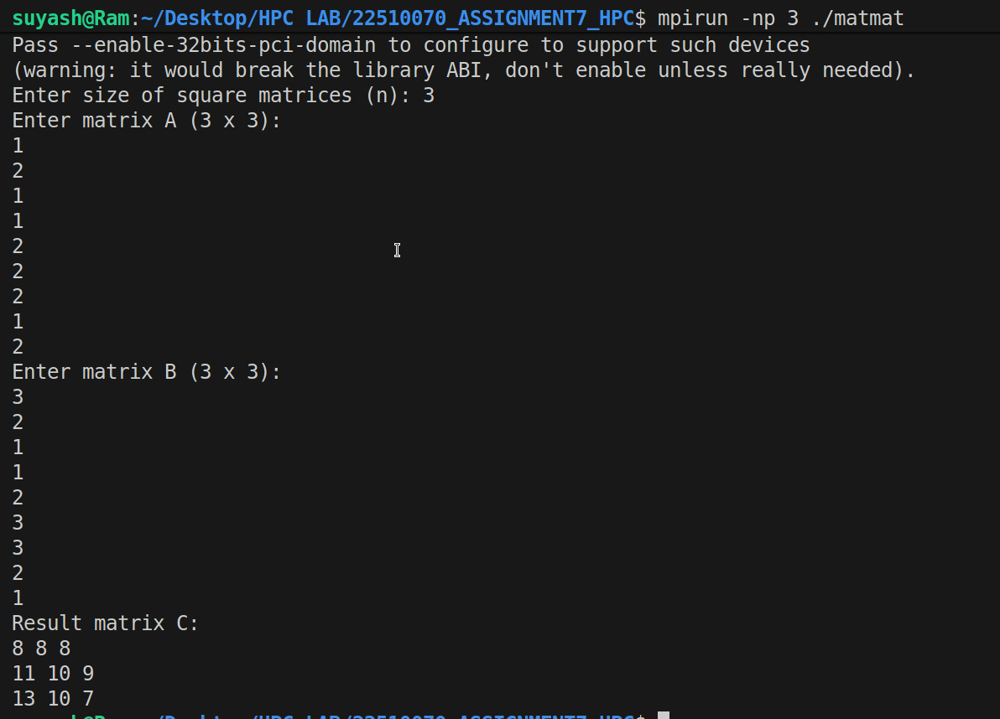 suyash@Ram:~/Desktop/HPC LAB/22510070_ASSIGNMENT7_HPC$ mpirun -np 3 ./matmat
Pass --enable-32bits-pci-domain to configure to support such devices
(warning: it would break the library ABI, don't enable unless really needed).
Enter size of square matrices (n): 3
Enter matrix A (3 x 3):
1
2
1
1
2
2
2
1
2
Enter matrix B (3 x 3):
3
2
1
1
2
3
3
2
1
Result matrix C:
8 8 8
11 10 9
13 10 7
suyash@Ram:~/Desktop/HPC LAB/22510070_ASSIGNMENT7_HPC$